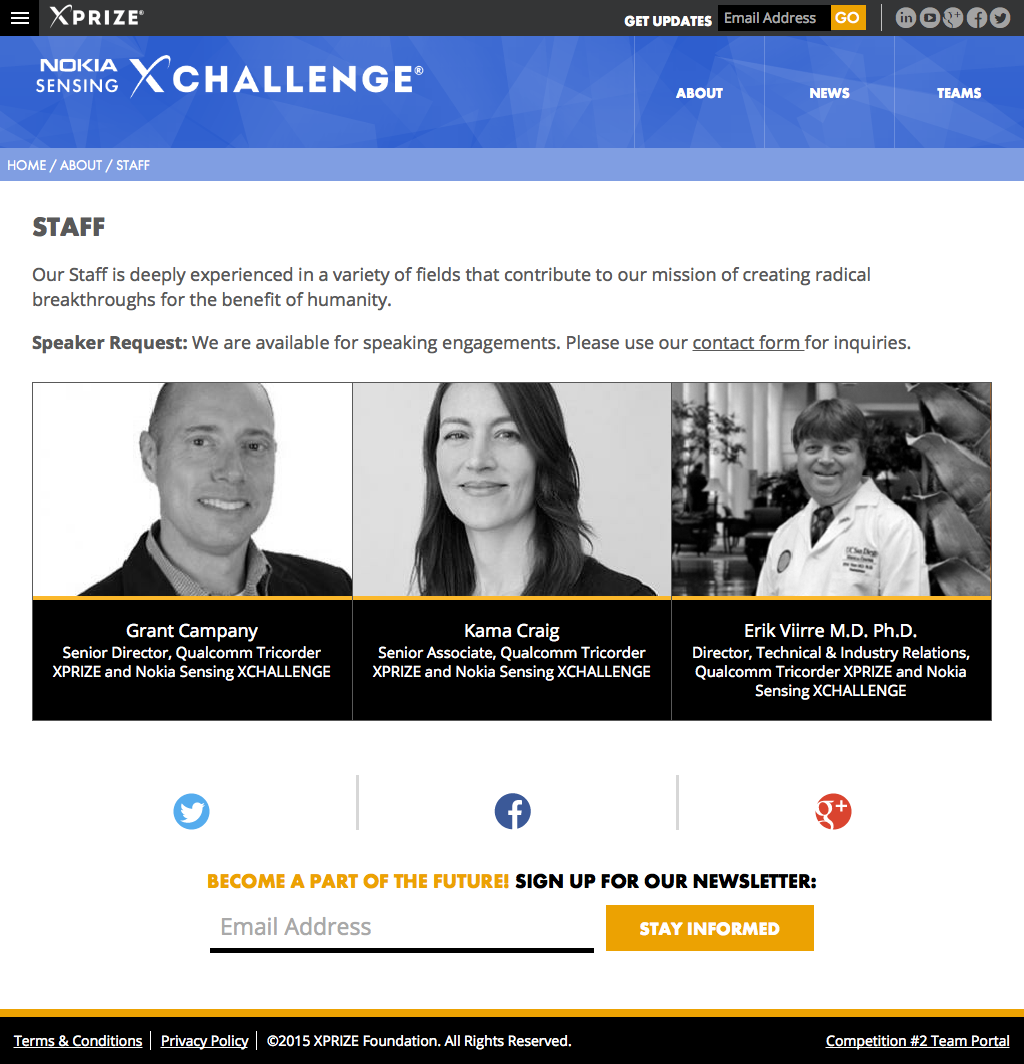 XPRIZE®
GET UPDATES Email Address GO
NOKIA
SENSING XCHALLENGE®
ABOUT NEWS TEAMS
HOME / ABOUT / STAFF
STAFF
Our Staff is deeply experienced in a variety of fields that contribute to our mission of creating radical
breakthroughs for the benefit of humanity.
Speaker Request: We are available for speaking engagements. Please use our contact form for inquiries.
UC San Diego
Grant Campany
Senior Director, Qualcomm Tricorder
XPRIZE and Nokia Sensing XCHALLENGE
Kama Craig
Senior Associate, Qualcomm Tricorder
XPRIZE and Nokia Sensing XCHALLENGE
Erik Viirre M.D. Ph.D.
Director, Technical & Industry Relations,
Qualcomm Tricorder XPRIZE and Nokia
Sensing XCHALLENGE
BECOME A PART OF THE FUTURE! SIGN UP FOR OUR NEWSLETTER:
Email Address STAY INFORMED
Terms & Conditions Privacy Policy ©2015 XPRIZE Foundation. All Rights Reserved. Competition #2 Team Portal